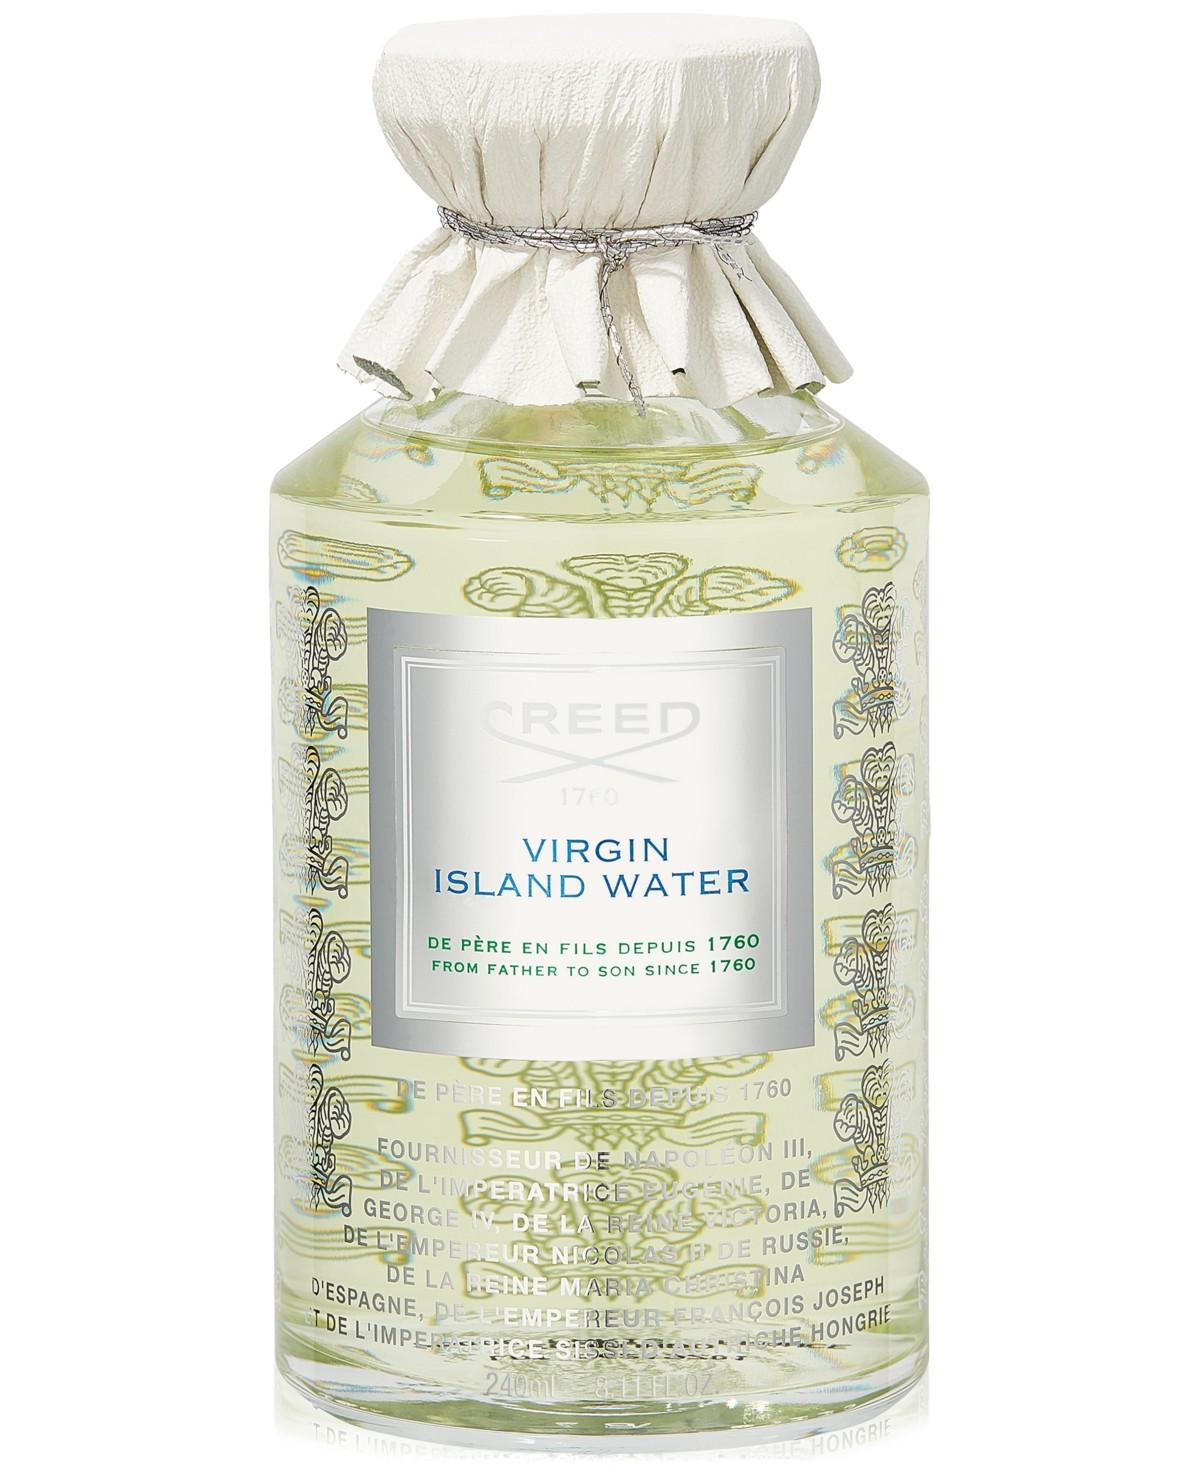 CREED
1760
VIRGIN
ISLAND WATER
DE PÈRE EN FILS DEPUIS 1760
FROM FATHER TO SON SINCE 1760
DE PÈRE EN FILS DEPUIS 1760
FOURNISSEUR DE NAPOLÉON III,
DE L'IMPERATRICE EUGENIE, DE
GEORGE IV, DE LA REINE VICTORIA,
DE L'EMPEREUR NICOLAS II DE RUSSIE,
DE LA REINE MARIA CHRISTINA
D'ESPAGNE, DE L'EMPEREUR FRANÇOIS JOSEPH
ET DE L'IMPERATRICE SISSI D'AUTRICHE HONGRIE
240ml 8.11 FL.OZ.